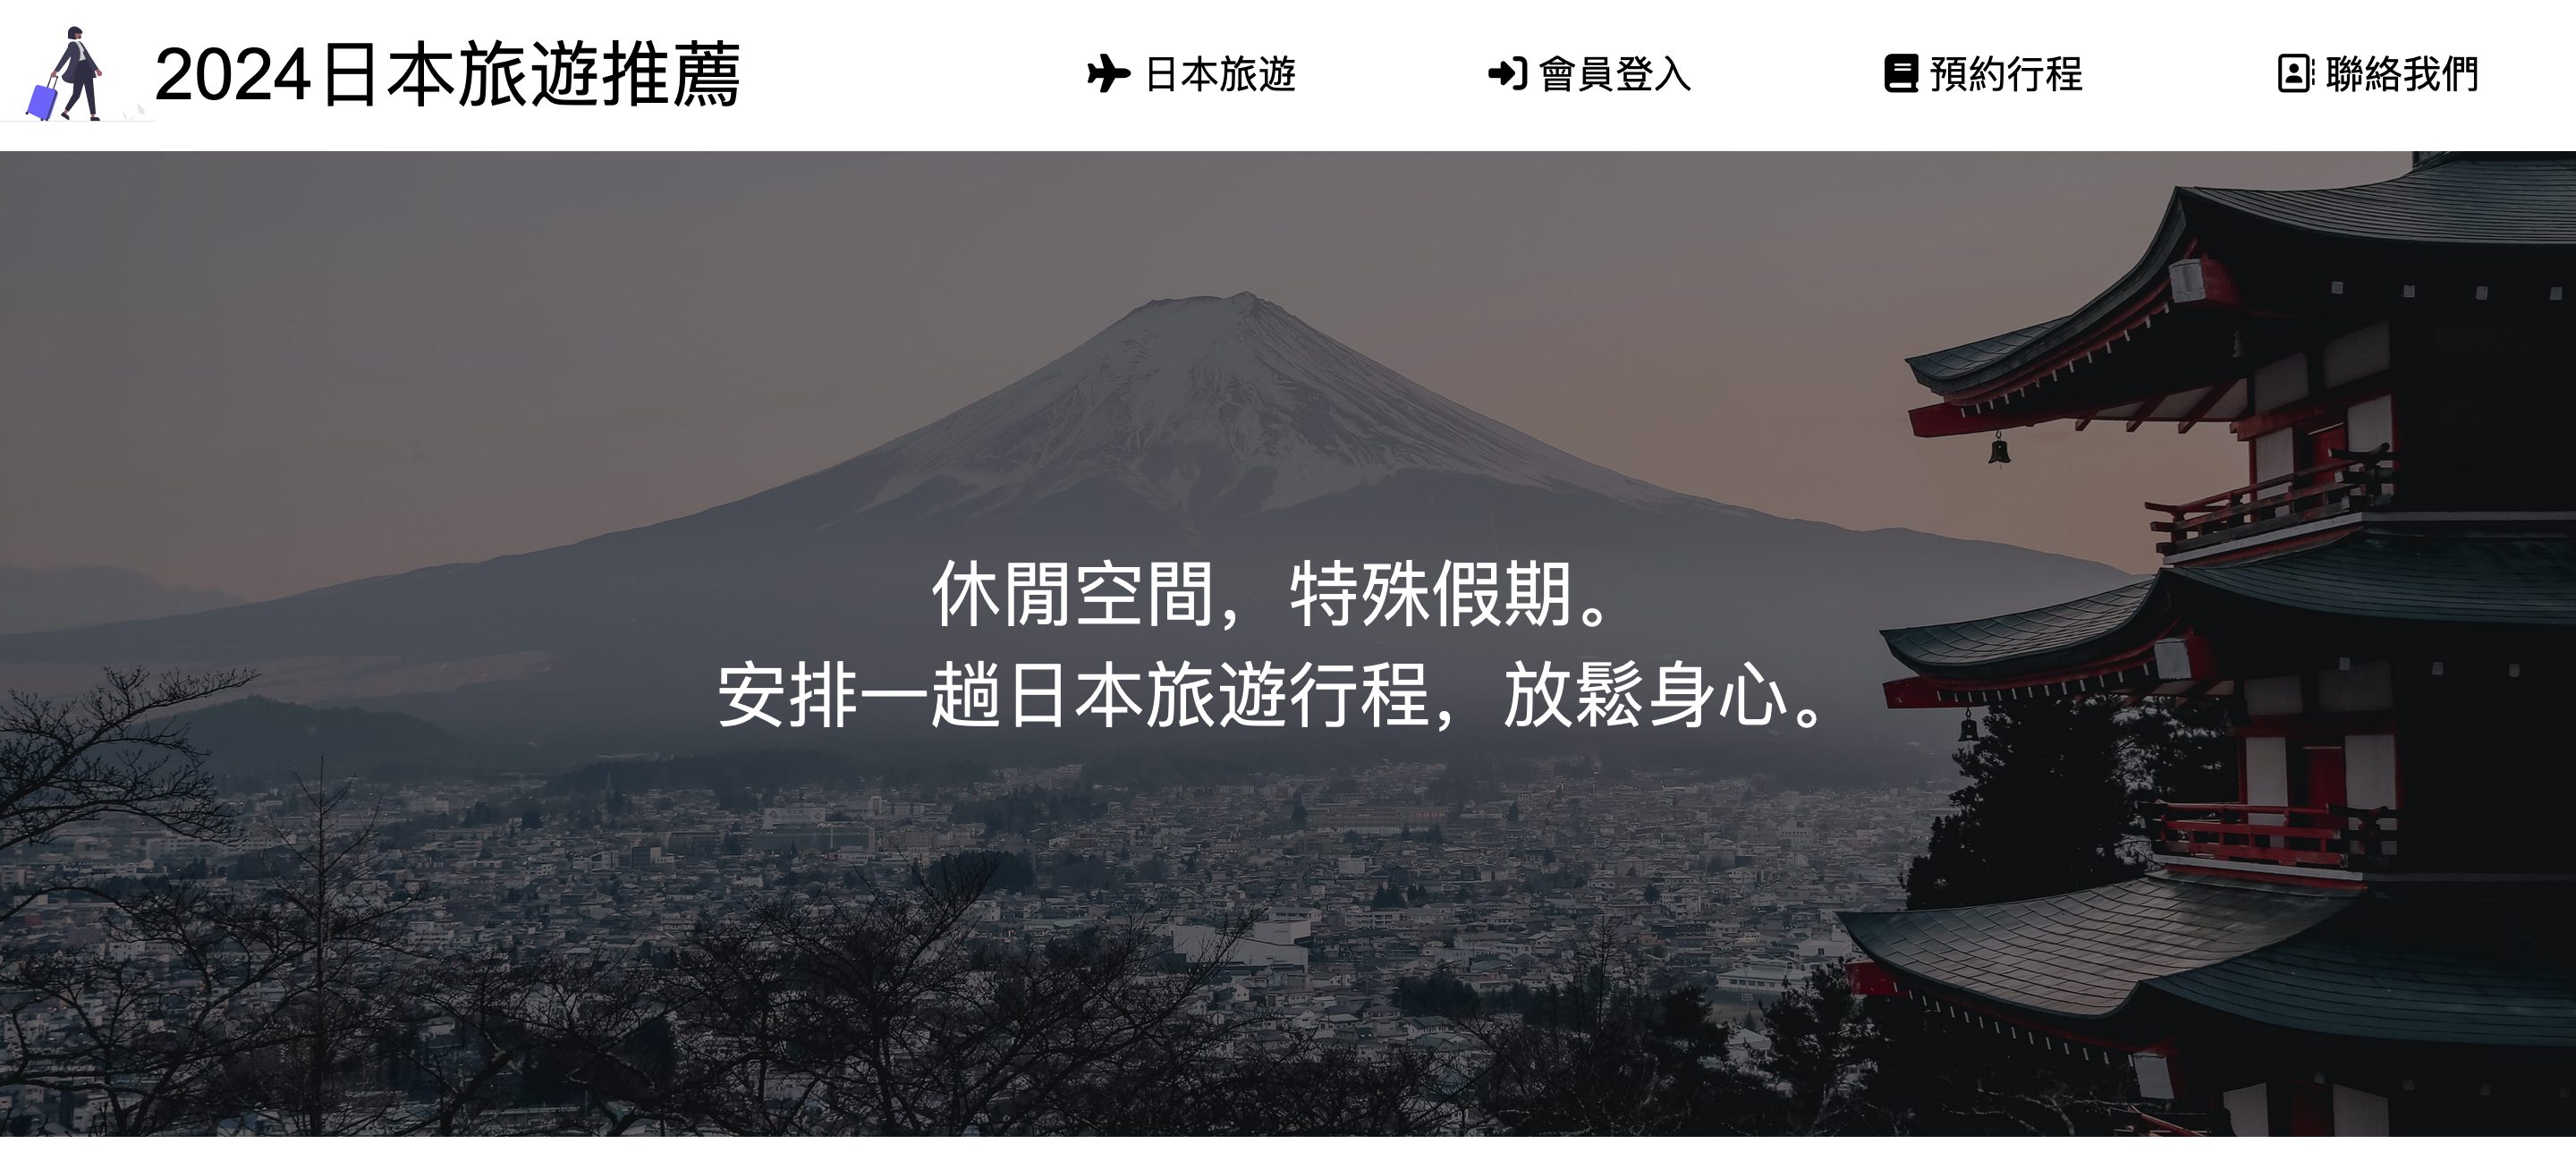 2024日本旅遊推薦
日本旅遊
會員登入
預約行程
聯絡我們
休閒空間，特殊假期。
安排一趟日本旅遊行程，放鬆身心。